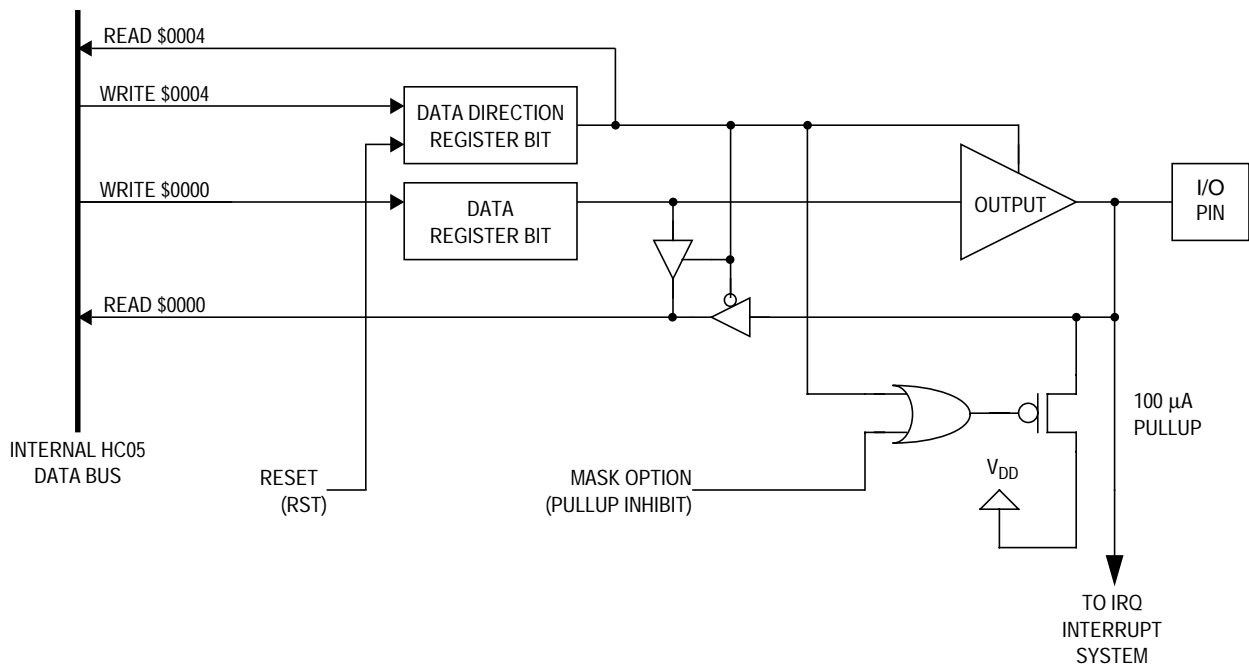 READ $0004
WRITE $0004
DATA DIRECTION
REGISTER BIT
WRITE $0000
DATA
REGISTER BIT
OUTPUT
I/O
PIN
READ $0000
INTERNAL HC05
DATA BUS
RESET
(RST)
MASK OPTION
(PULLUP INHIBIT)
VDD
100 µA
PULLUP
TO IRQ
INTERRUPT
SYSTEM